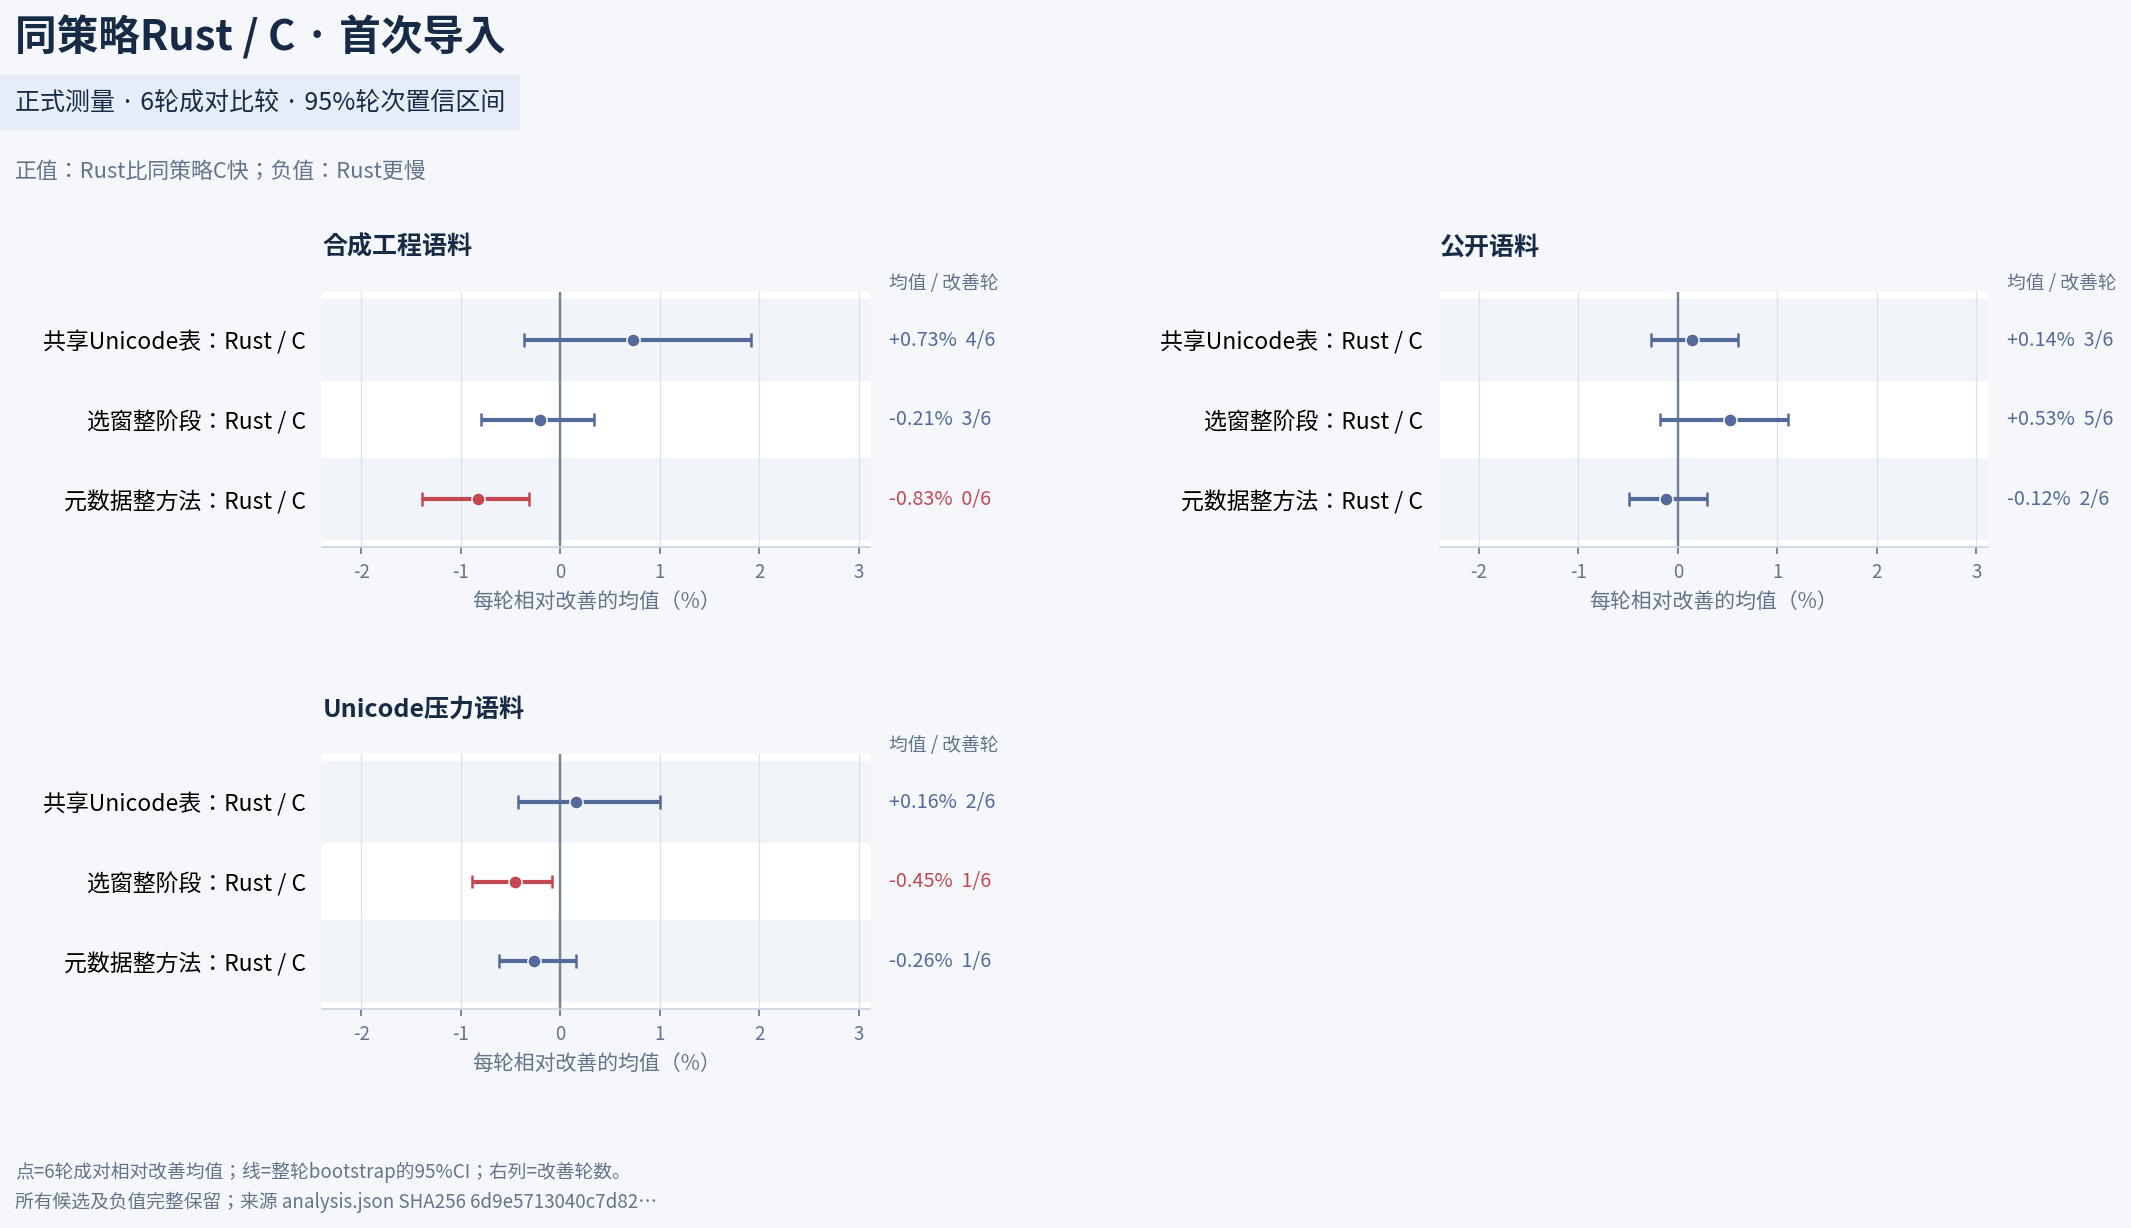 同策略Rust / C · 首次导入
正式测量 · 6轮成对比较 · 95%轮次置信区间
正值：Rust比同策略C快；负值：Rust更慢
合成工程语料
均值 / 改善轮
共享Unicode表：Rust / C
+0.73% 4/6
选窗整阶段：Rust / C
-0.21% 3/6
元数据整方法：Rust / C
-0.83% 0/6
-2 -1 0 1 2 3
每轮相对改善的均值（%）
公开语料
均值 / 改善轮
共享Unicode表：Rust / C
+0.14% 3/6
选窗整阶段：Rust / C
+0.53% 5/6
元数据整方法：Rust / C
-0.12% 2/6
-2 -1 0 1 2 3
每轮相对改善的均值（%）
Unicode压力语料
均值 / 改善轮
共享Unicode表：Rust / C
+0.16% 2/6
选窗整阶段：Rust / C
-0.45% 1/6
元数据整方法：Rust / C
-0.26% 1/6
-2 -1 0 1 2 3
每轮相对改善的均值（%）
点=6轮成对相对改善均值；线=整轮bootstrap的95%CI；右列=改善轮数。
所有候选及负值完整保留；来源 analysis.json SHA256 6d9e5713040c7d82…